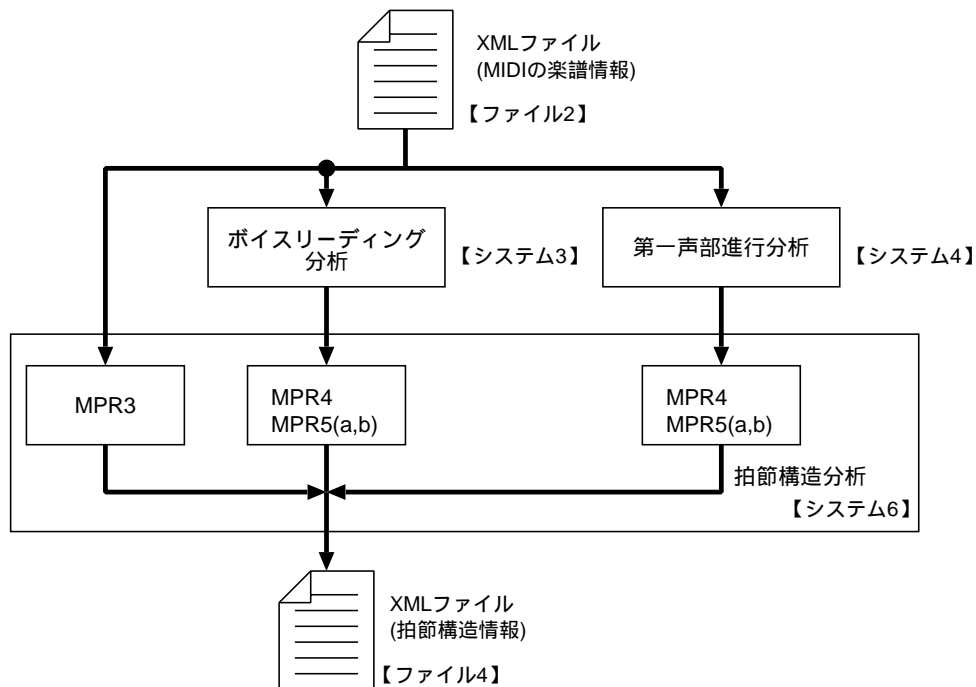 XMLファイル
(MIDIの楽譜情報)
【ファイル2】
ボイスリーディング
分析
【システム3】
第一声部進行分析
【システム4】
MPR3
MPR4
MPR5(a,b)
MPR4
MPR5(a,b)
拍節構造分析
【システム6】
XMLファイル
(拍節構造情報)
【ファイル4】